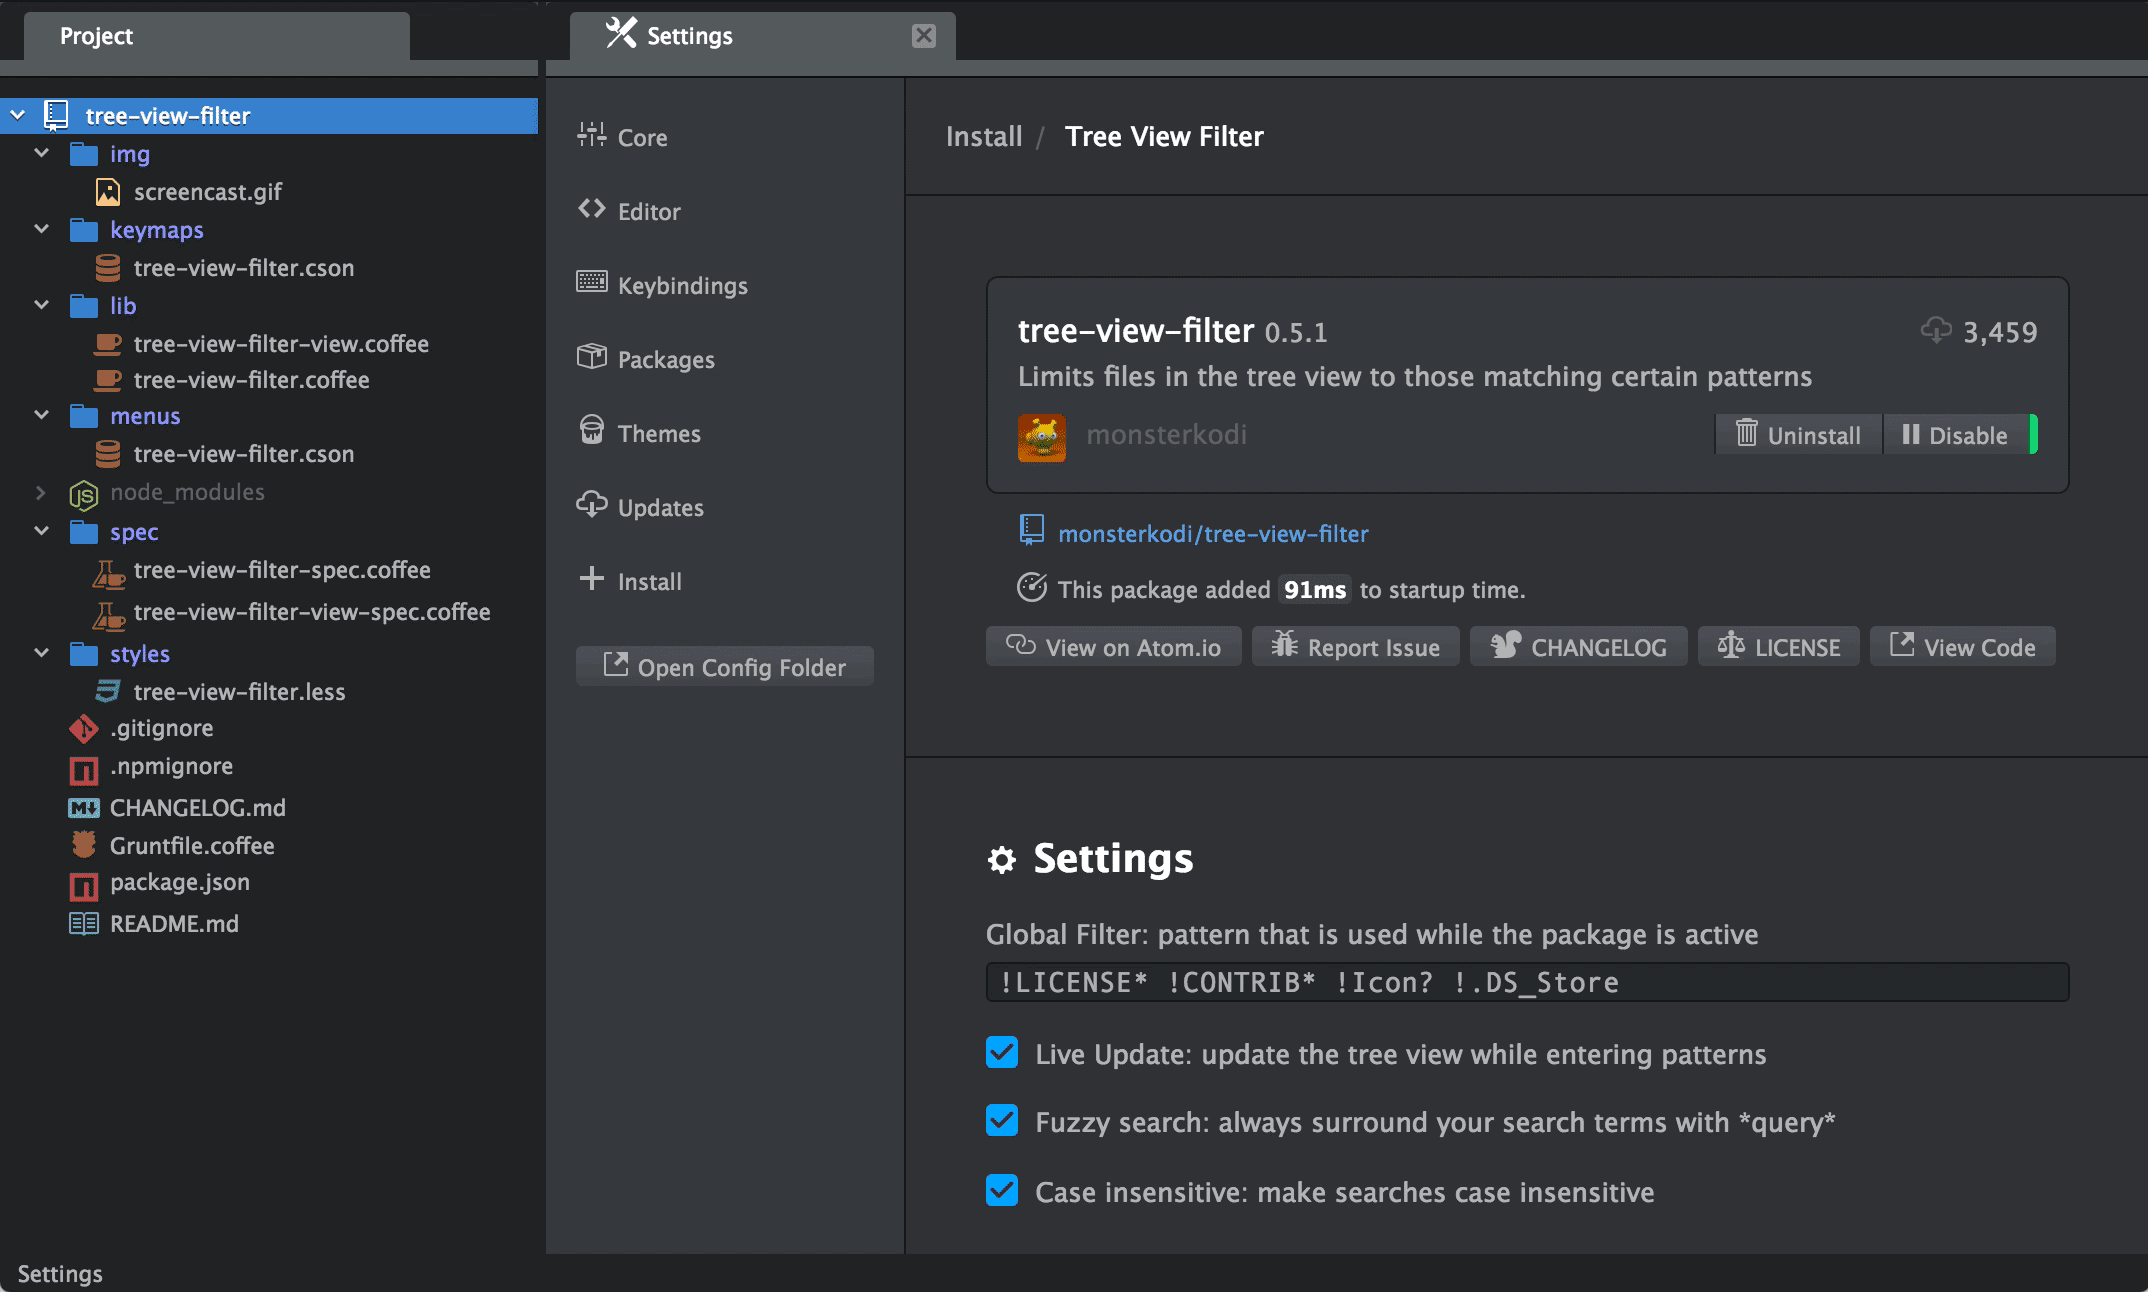 Project
Settings
tree-view-filter
img
screencast.gif
keymaps
tree-view-filter.cson
lib
tree-view-filter-view.coffee
tree-view-filter.coffee
menus
tree-view-filter.cson
node_modules
spec
tree-view-filter-spec.coffee
tree-view-filter-view-spec.coffee
styles
tree-view-filter.less
.gitignore
.npmignore
CHANGELOG.md
Gruntfile.coffee
package.json
README.md
Core
Editor
Keybindings
Packages
Themes
Updates
Install
Open Config Folder
Install / Tree View Filter
tree-view-filter 0.5.1 3,459
Limits files in the tree view to those matching certain patterns
monsterkodi Uninstall Disable
monsterkodi/tree-view-filter
This package added 91ms to startup time.
View on Atom.io Report Issue CHANGELOG LICENSE View Code
Settings
Global Filter: pattern that is used while the package is active
!LICENSE* !CONTRIB* !Icon? !.DS_Store
Live Update: update the tree view while entering patterns
Fuzzy search: always surround your search terms with *query*
Case insensitive: make searches case insensitive
Settings